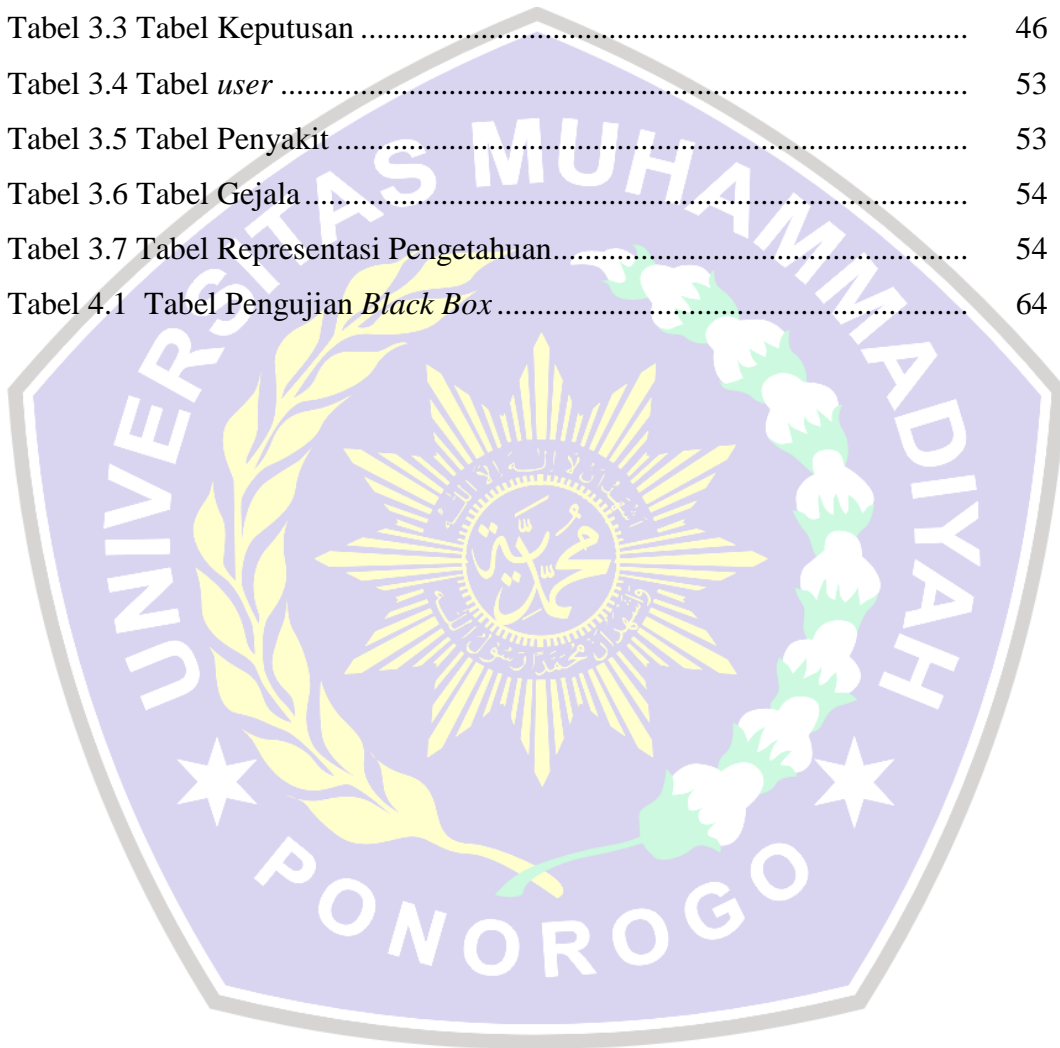 Tabel 3.3 Tabel Keputusan ........................................................................... 46
Tabel 3.4 Tabel user ..................................................................................... 53
Tabel 3.5 Tabel Penyakit .............................................................................. 53
Tabel 3.6 Tabel Gejala .................................................................................. 54
Tabel 3.7 Tabel Representasi Pengetahuan................................................... 54
Tabel 4.1 Tabel Pengujian Black Box .......................................................... 64
UNIVERSITAS MUHAMMADIYAH
PONOROGO
محمدية